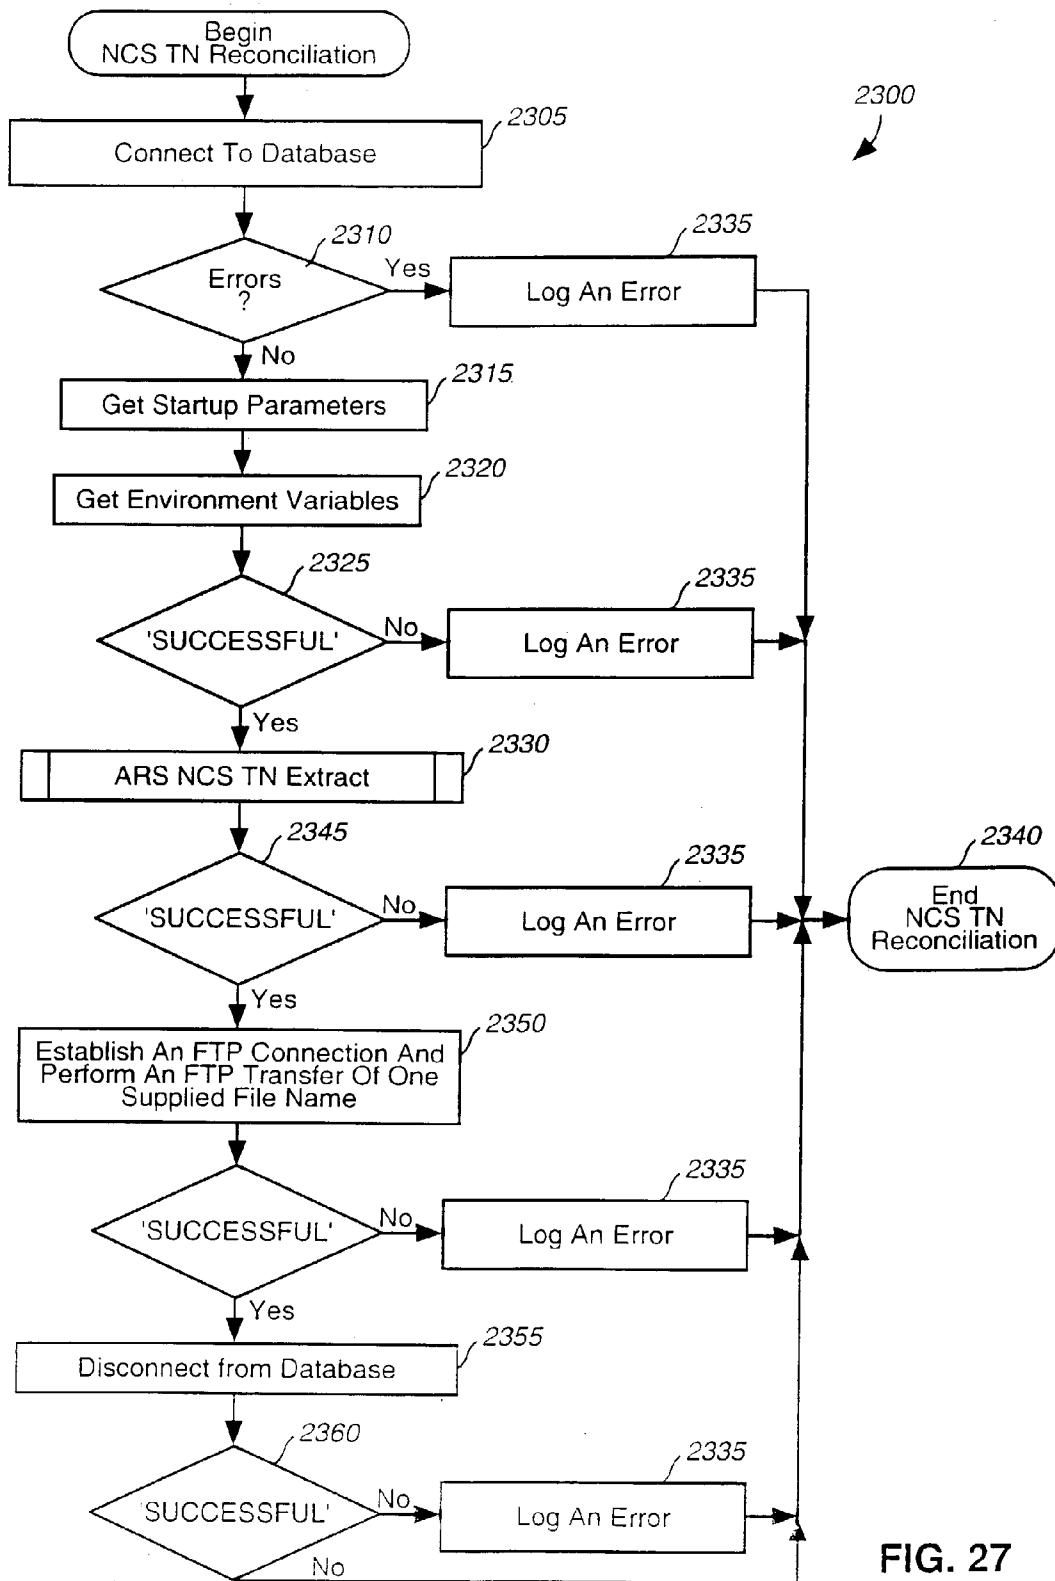 Begin
NCS TN Reconciliation
2300
2305
Connect To Database
2310
Errors
?
Yes
2335
Log An Error
No
2315
Get Startup Parameters
2320
Get Environment Variables
2325
'SUCCESSFUL'
No
2335
Log An Error
Yes
2330
ARS NCS TN Extract
2345
'SUCCESSFUL'
No
2335
Log An Error
2340
End
NCS TN
Reconciliation
Yes
2350
Establish An FTP Connection And
Perform An FTP Transfer Of One
Supplied File Name
'SUCCESSFUL'
No
2335
Log An Error
Yes
2355
Disconnect from Database
2360
'SUCCESSFUL'
No
2335
Log An Error
No
FIG. 27